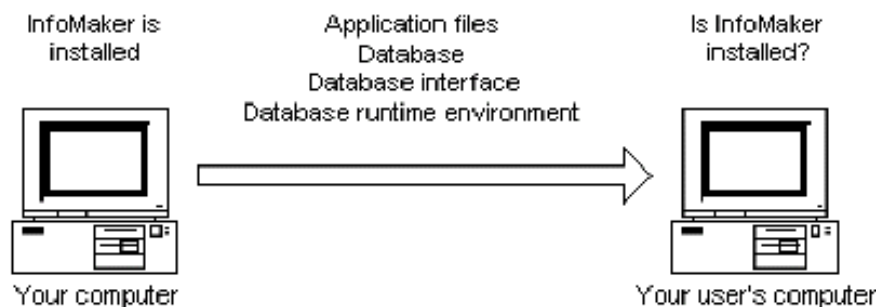 InfoMaker is
installed
Application files
Database
Database interface
Database runtime environment
Is InfoMaker
installed?
Your computer
Your user's computer